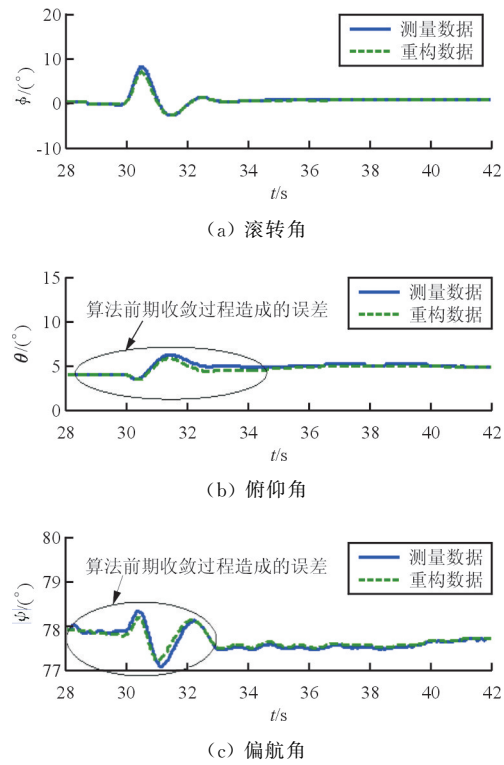 20
10
0
-10
ϕ/(°)
测量数据
重构数据
28 30 32 34 36 38 40 42
t/s
(a) 滚转角
15
10
5
0
θ/(°)
算法前期收敛过程造成的误差
测量数据
重构数据
28 30 32 34 36 38 40 42
t/s
(b) 俯仰角
80
79
78
77
|ψ|/(°)
算法前期收敛过程造成的误差
测量数据
重构数据
28 30 32 34 36 38 40 42
t/s
(c) 偏航角